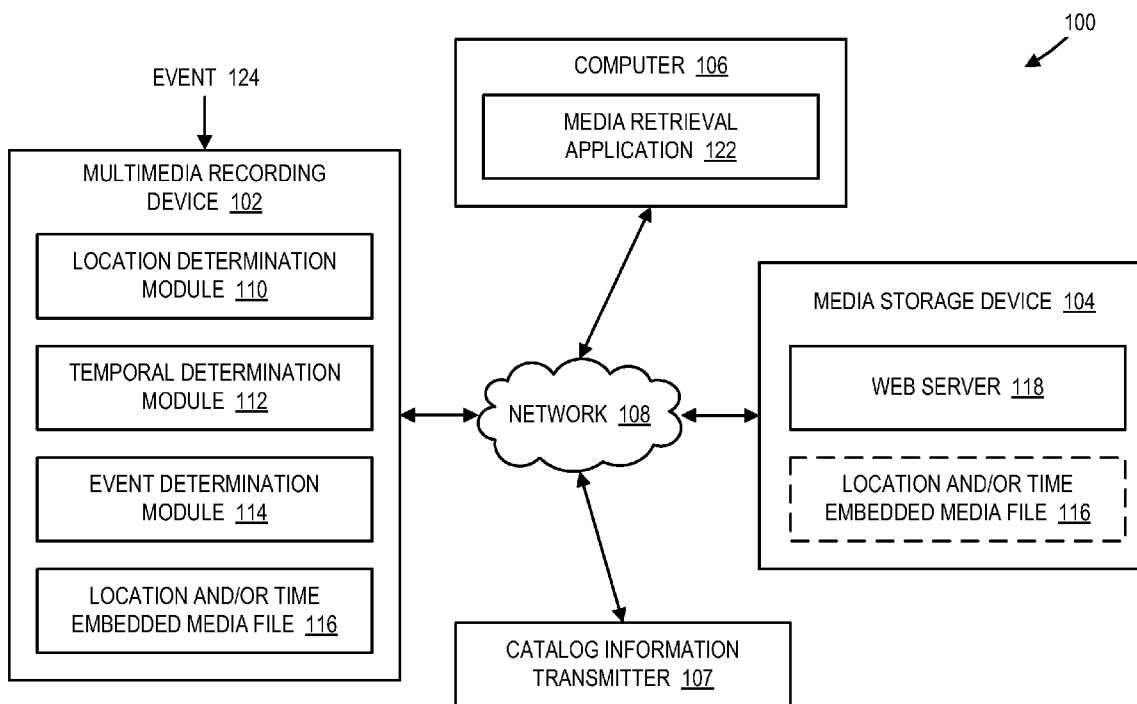 100
EVENT 124
MULTIMEDIA RECORDING
DEVICE 102
LOCATION DETERMINATION
MODULE 110
TEMPORAL DETERMINATION
MODULE 112
EVENT DETERMINATION
MODULE 114
LOCATION AND/OR TIME
EMBEDDED MEDIA FILE 116
COMPUTER 106
MEDIA RETRIEVAL
APPLICATION 122
NETWORK 108
MEDIA STORAGE DEVICE 104
WEB SERVER 118
LOCATION AND/OR TIME
EMBEDDED MEDIA FILE 116
CATALOG INFORMATION
TRANSMITTER 107